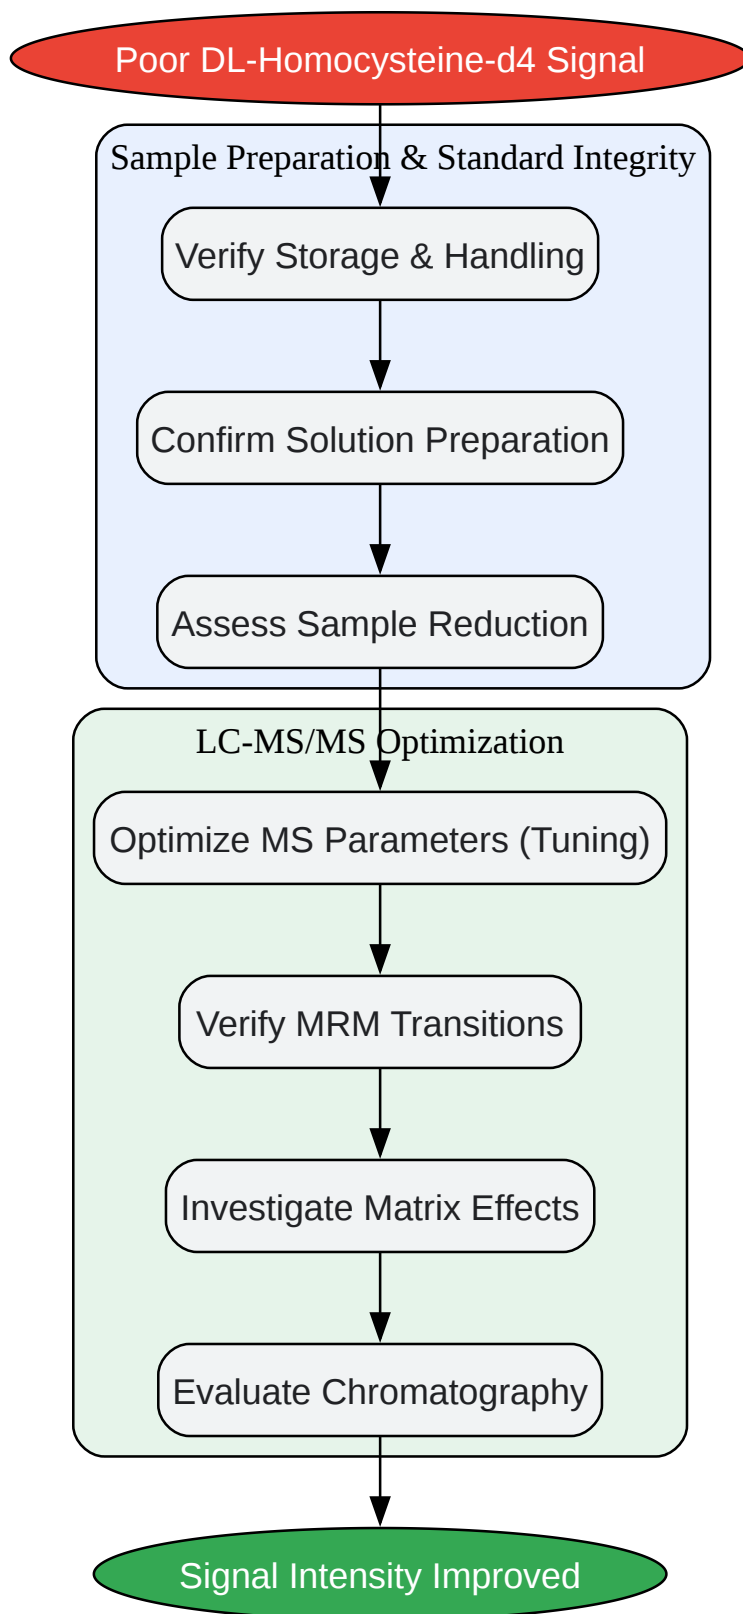 Poor DL-Homocysteine-d4 Signal
Sample Preparation & Standard Integrity
Verify Storage & Handling
Confirm Solution Preparation
Assess Sample Reduction
LC-MS/MS Optimization
Optimize MS Parameters (Tuning)
Verify MRM Transitions
Investigate Matrix Effects
Evaluate Chromatography
Signal Intensity Improved